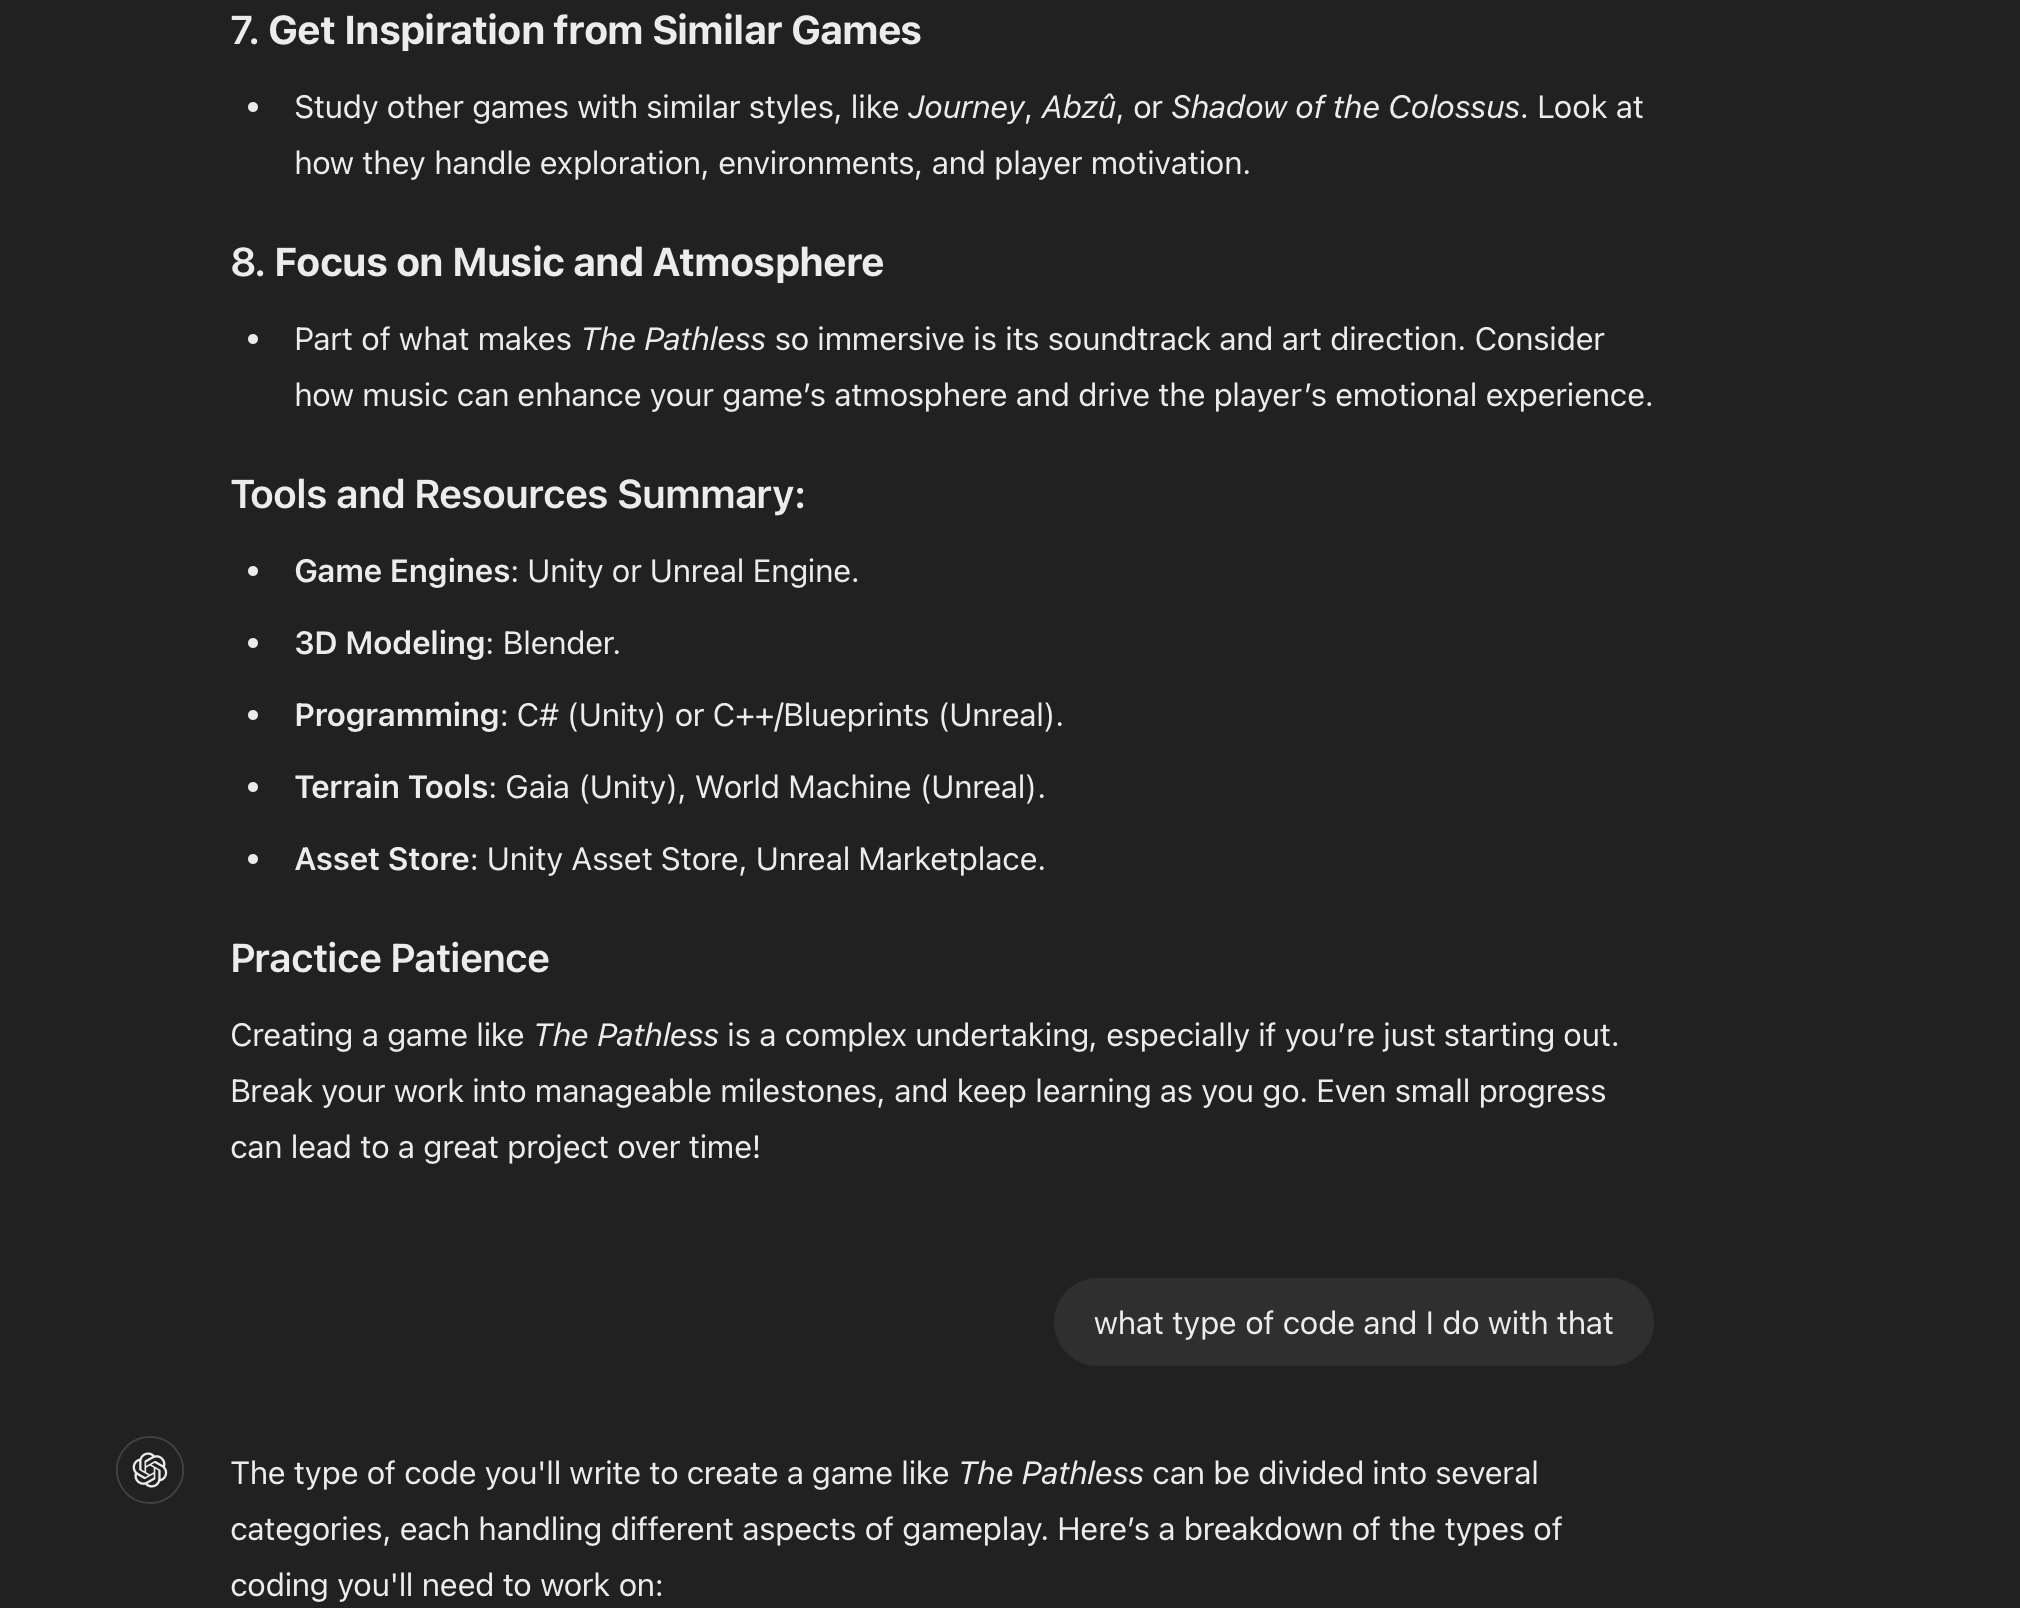 7. Get Inspiration from Similar Games
• Study other games with similar styles, like Journey, Abzû, or Shadow of the Colossus. Look at
how they handle exploration, environments, and player motivation.
8. Focus on Music and Atmosphere
• Part of what makes The Pathless so immersive is its soundtrack and art direction. Consider
how music can enhance your game’s atmosphere and drive the player’s emotional experience.
Tools and Resources Summary:
• Game Engines: Unity or Unreal Engine.
• 3D Modeling: Blender.
• Programming: C# (Unity) or C++/Blueprints (Unreal).
• Terrain Tools: Gaia (Unity), World Machine (Unreal).
• Asset Store: Unity Asset Store, Unreal Marketplace.
Practice Patience
Creating a game like The Pathless is a complex undertaking, especially if you’re just starting out.
Break your work into manageable milestones, and keep learning as you go. Even small progress
can lead to a great project over time!
what type of code and I do with that
The type of code you'll write to create a game like The Pathless can be divided into several
categories, each handling different aspects of gameplay. Here’s a breakdown of the types of
coding you'll need to work on: